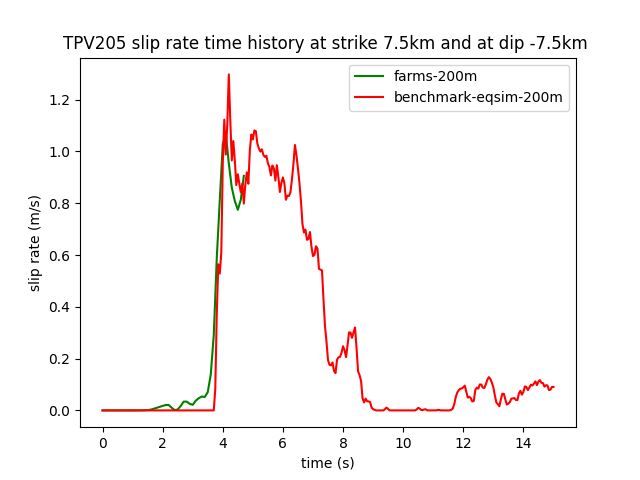 TPV205 slip rate time history at strike 7.5km and at dip -7.5km
farms-200m
benchmark-eqsim-200m
slip rate (m/s)
1.2
1.0
0.8
0.6
0.4
0.2
0.0
0 2 4 6 8 10 12 14
time (s)